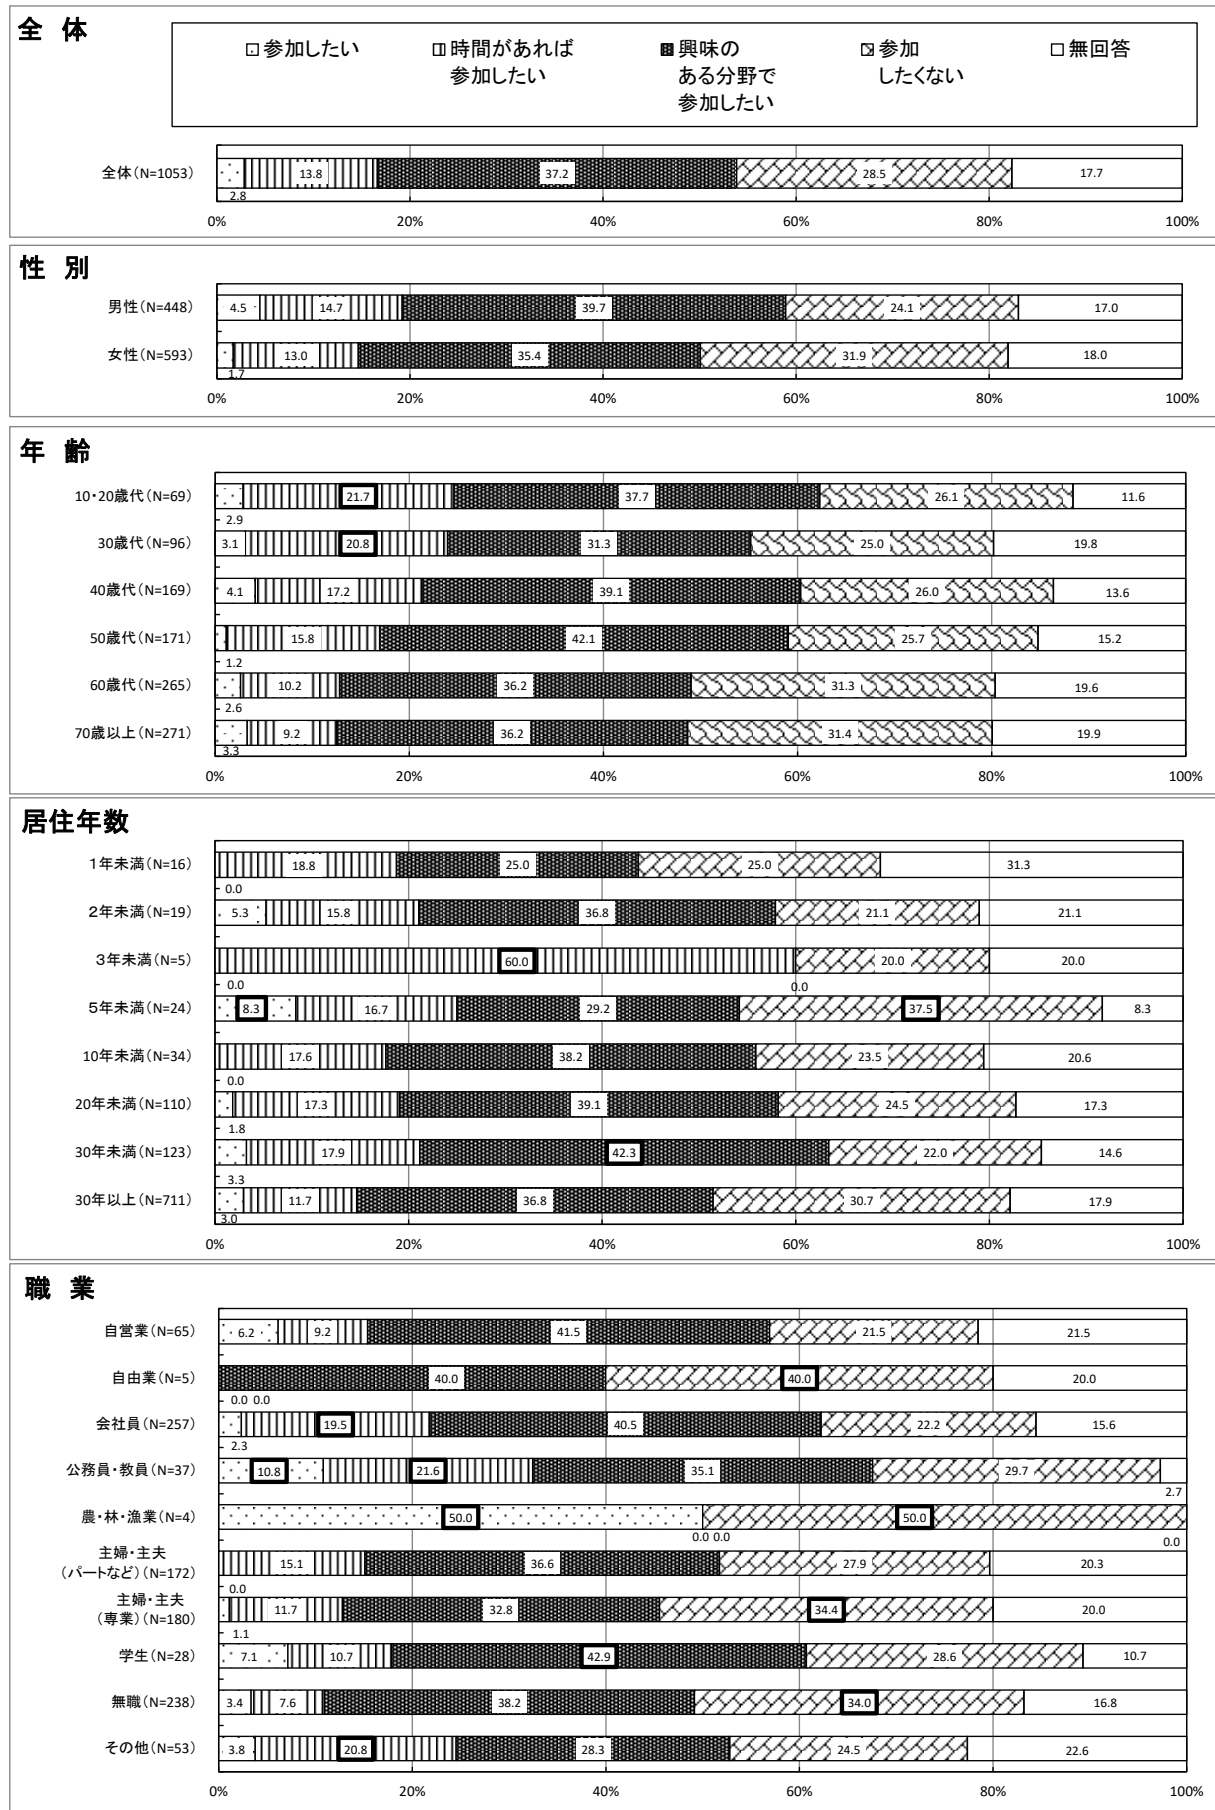 全 体
参加したい 時間があれば 興味の 参加 無回答
参加したい ある分野で したくない
参加したい
全体(N=1053) 13.8 37.2 28.5 17.7
2.8
0% 20% 40% 60% 80% 100%
性 別
男性(N=448) 4.5 14.7 39.7 24.1 17.0
女性(N=593) 13.0 35.4 31.9 18.0
1.7
0% 20% 40% 60% 80% 100%
年 齢
10・20歳代(N=69) 21.7 37.7 26.1 11.6
2.9
30歳代(N=96) 3.1 20.8 31.3 25.0 19.8
40歳代(N=169) 4.1 17.2 39.1 26.0 13.6
50歳代(N=171) 15.8 42.1 25.7 15.2
1.2
60歳代(N=265) 10.2 36.2 31.3 19.6
2.6
70歳以上(N=271) 9.2 36.2 31.4 19.9
3.3
0% 20% 40% 60% 80% 100%
居住年数
1年未満(N=16) 18.8 25.0 25.0 31.3
0.0
2年未満(N=19) 5.3 15.8 36.8 21.1 21.1
3年未満(N=5) 60.0 20.0 20.0
0.0 0.0
5年未満(N=24) 8.3 16.7 29.2 37.5 8.3
10年未満(N=34) 17.6 38.2 23.5 20.6
0.0
20年未満(N=110) 17.3 39.1 24.5 17.3
1.8
30年未満(N=123) 17.9 42.3 22.0 14.6
3.3
30年以上(N=711) 11.7 36.8 30.7 17.9
3.0
0% 20% 40% 60% 80% 100%
職 業
自営業(N=65) 6.2 9.2 41.5 21.5 21.5
自由業(N=5) 40.0 40.0 20.0
0.0 0.0
会社員(N=257) 19.5 40.5 22.2 15.6
2.3
公務員・教員(N=37) 10.8 21.6 35.1 29.7
2.7
農・林・漁業(N=4) 50.0 50.0
0.0 0.0 0.0
主婦・主夫
(パートなど)(N=172) 15.1 36.6 27.9 20.3
0.0
主婦・主夫
(専業)(N=180) 11.7 32.8 34.4 20.0
1.1
学生(N=28) 7.1 10.7 42.9 28.6 10.7
無職(N=238) 3.4 7.6 38.2 34.0 16.8
その他(N=53) 3.8 20.8 28.3 24.5 22.6
0% 20% 40% 60% 80% 100%